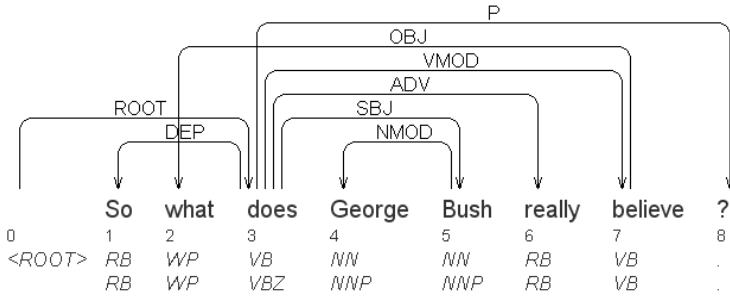 P
OBJ
VMOD
ADV
ROOT SBJ
DEP NMOD
So what does George Bush really believe ?
0 1 2 3 4 5 6 7 8
<ROOT> RB WP VB NN NN RB VB .
RB WP VBZ NNP NNP RB VB .